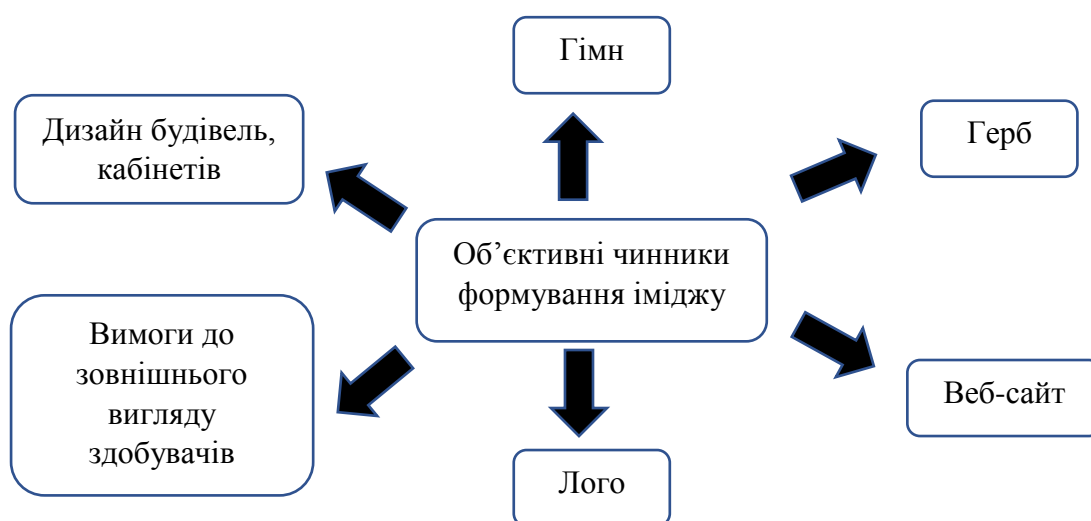 Гімн
Дизайн будівель,
кабінетів
Герб
Об’єктивні чинники
формування іміджу
Вимоги до
зовнішнього
вигляду
здобувачів
Веб-сайт
Лого